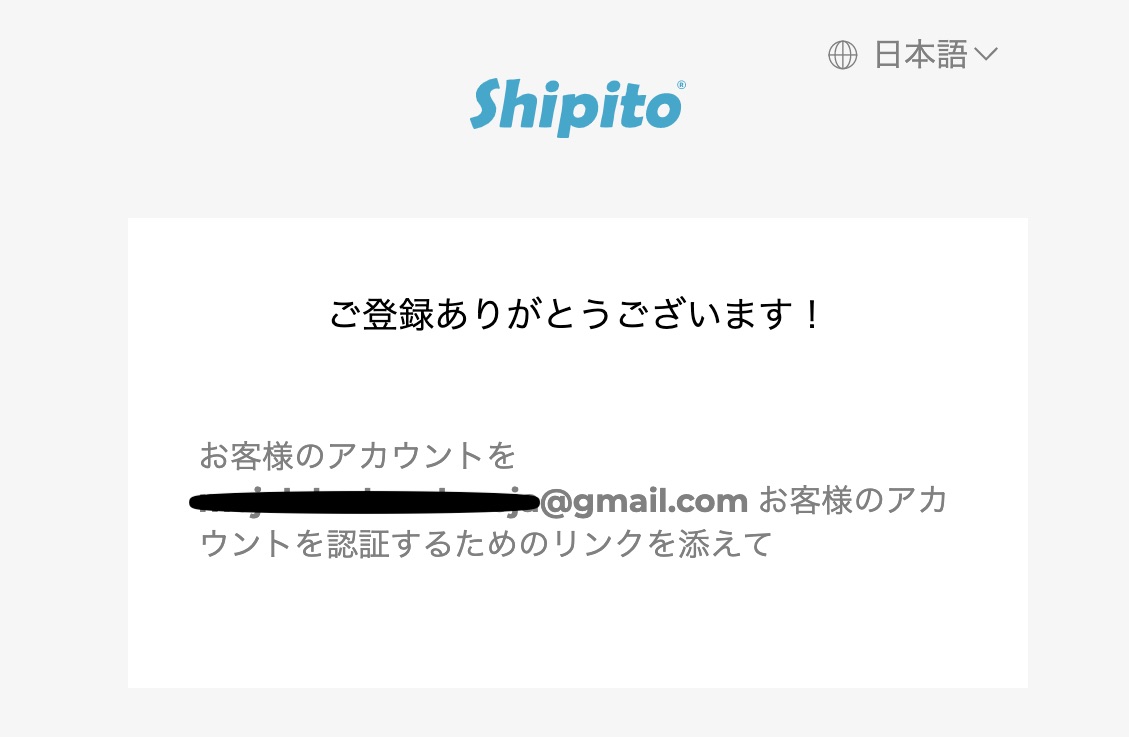 日本語
Shipito®
ご登録ありがとうございます！
お客様のアカウントを
@gmail.com お客様のアカ
ウントを認証するためのリンクを添えて